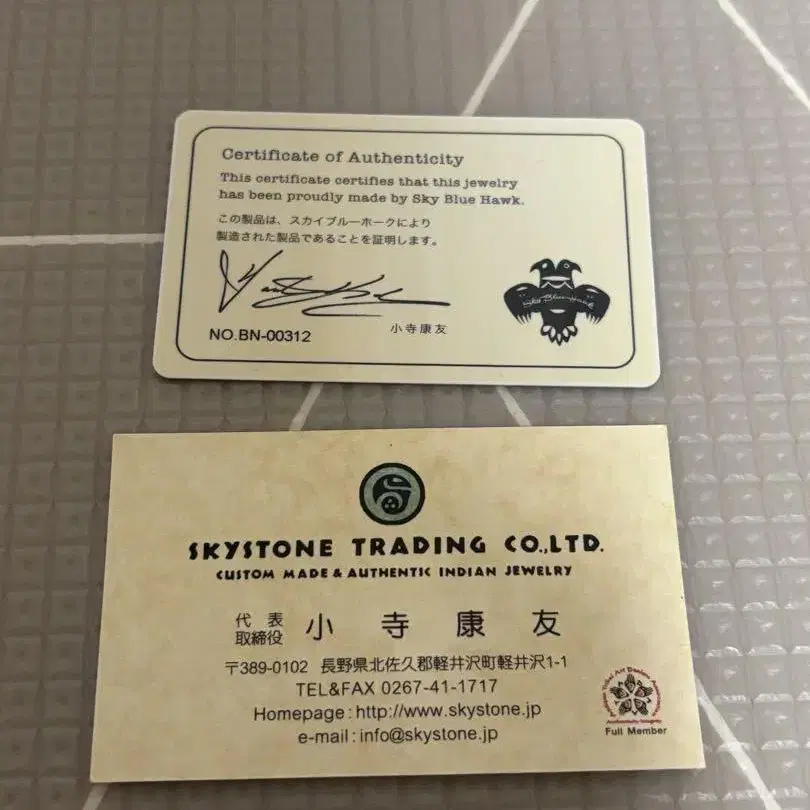 Certificate of Authenticity
This certificate certifies that this jewelry
has been proudly made by Sky Blue Hawk.
この製品は、スカイブルーホークにより
製造された製品であることを証明します。
Sky Blue Hawk
NO.BN-00312
小寺康友
SKYSTONE TRADING CO.,LTD.
CUSTOM MADE & AUTHENTIC INDIAN JEWELRY
代表
取締役
小寺康友
〒389-0102 長野県北佐久郡軽井沢町軽井沢1-1
TEL&FAX 0267-41-1717
Homepage:http://www.skystone.jp
e-mail:info@skystone.jp
Full Member